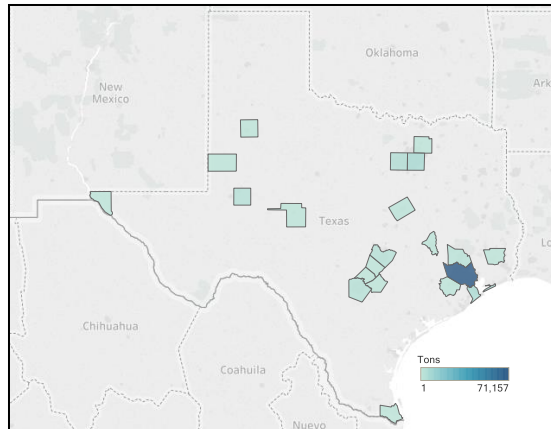 Oklahoma
New
Mexico
Ark
Texas
Lo
Chihuahua
Coahuila
Nuevo
Tons
1 71,157